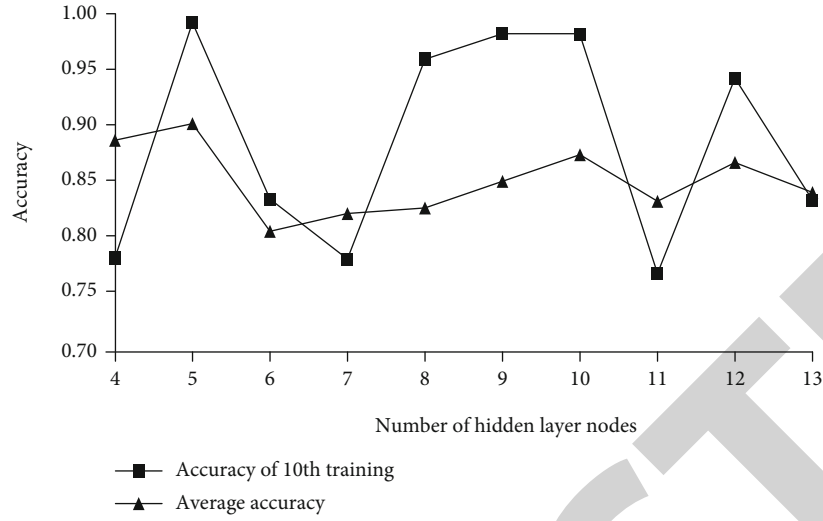 1.00
0.95
0.90
0.85
0.80
0.75
0.70
Accuracy
4 5 6 7 8 9 10 11 12 13
Number of hidden layer nodes
Accuracy of 10th training
Average accuracy